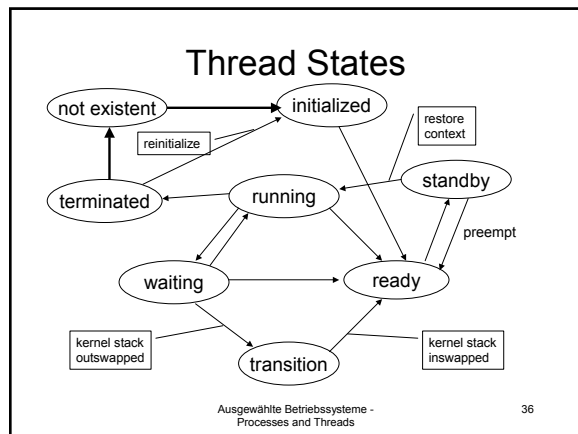 Thread States
not existent
initialized
restore
context
reinitialize
standby
terminated
running
preempt
waiting
ready
kernel stack
outswapped
kernel stack
inswapped
transition
Ausgewählte Betriebssysteme -
Processes and Threads
36